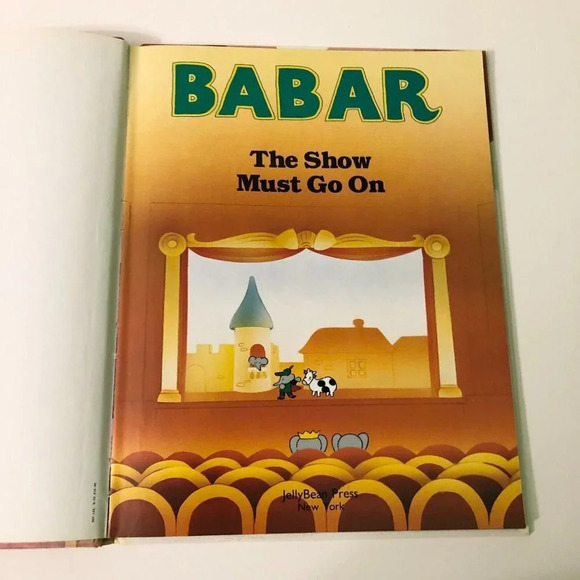 BABAR
The Show
Must Go On
JellyBean Press
New York